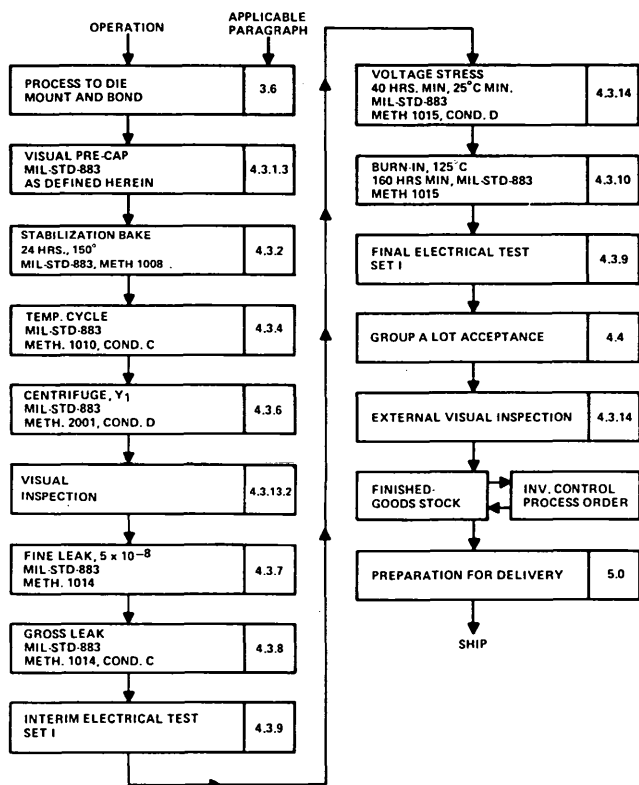 OPERATION
APPLICABLE
PARAGRAPH
PROCESS TO DIE
MOUNT AND BOND
3.6
VISUAL PRE-CAP
MIL-STD-883
AS DEFINED HEREIN
4.3.1.3
STABILIZATION BAKE
24 HRS., 150°
MIL-STD-883, METH 1008
4.3.2
TEMP. CYCLE
MIL-STD-883
METH. 1010, COND. C
4.3.4
CENTRIFUGE, Y1
MIL-STD-883
METH. 2001, COND. D
4.3.6
VISUAL
INSPECTION
4.3.13.2
FINE LEAK, 5 x 10−8
MIL-STD-883
METH. 1014
4.3.7
GROSS LEAK
MIL-STD-883
METH. 1014, COND. C
4.3.8
INTERIM ELECTRICAL TEST
SET I
4.3.9
VOLTAGE STRESS
40 HRS. MIN, 25°C MIN.
MIL-STD-883
METH 1015, COND. D
4.3.14
BURN-IN, 125°C
160 HRS MIN, MIL-STD-883
METH 1015
4.3.10
FINAL ELECTRICAL TEST
SET I
4.3.9
GROUP A LOT ACCEPTANCE
4.4
EXTERNAL VISUAL INSPECTION
4.3.14
FINISHED-
GOODS STOCK
INV. CONTROL
PROCESS ORDER
PREPARATION FOR DELIVERY
5.0
SHIP